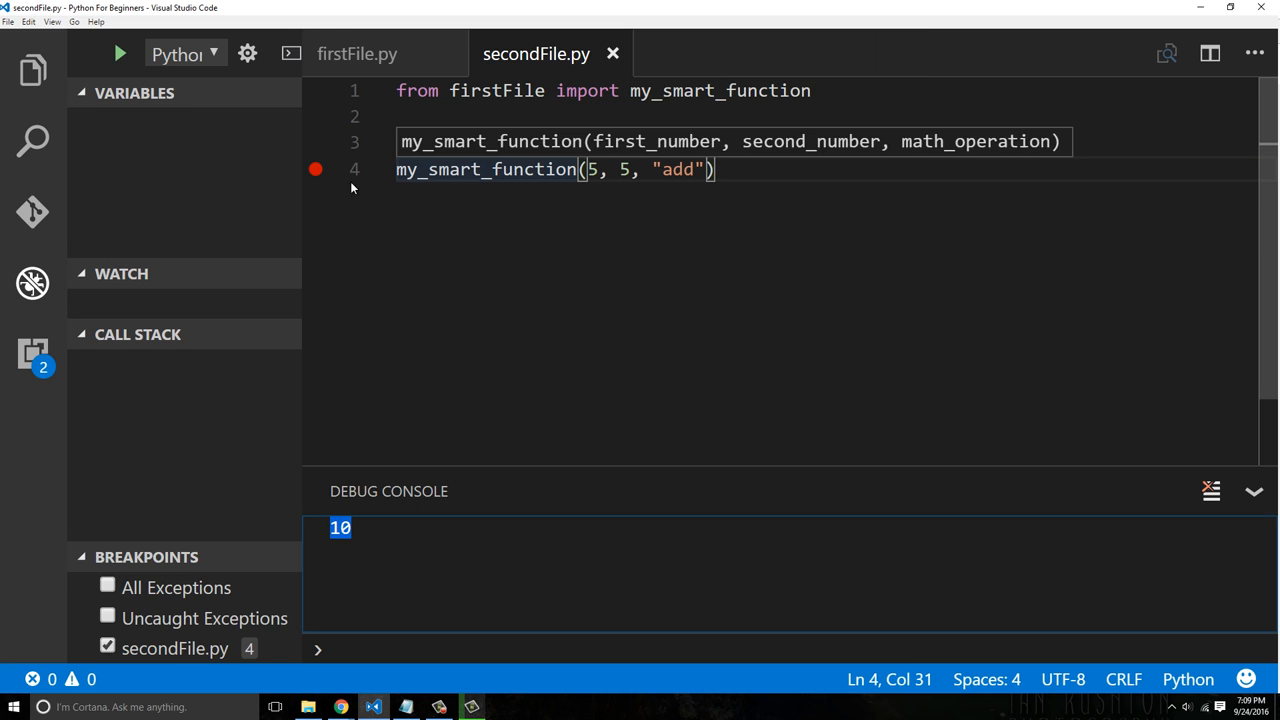 secondFile.py - Python For Beginners - Visual Studio Code
File Edit View Go Help
firstFile.py
secondFile.py
VARIABLES
1 from firstFile import my_smart_function
2
3
my_smart_function(first_number, second_number, math_operation)
4 my_smart_function(5, 5, "add")
WATCH
CALL STACK
2
DEBUG CONSOLE
10
BREAKPOINTS
All Exceptions
Uncaught Exceptions
secondFile.py 4
0 0 Ln 4, Col 31 Spaces: 4 UTF-8 CRLF Python
I'm Cortana. Ask me anything.
7:09 PM
9/24/2016